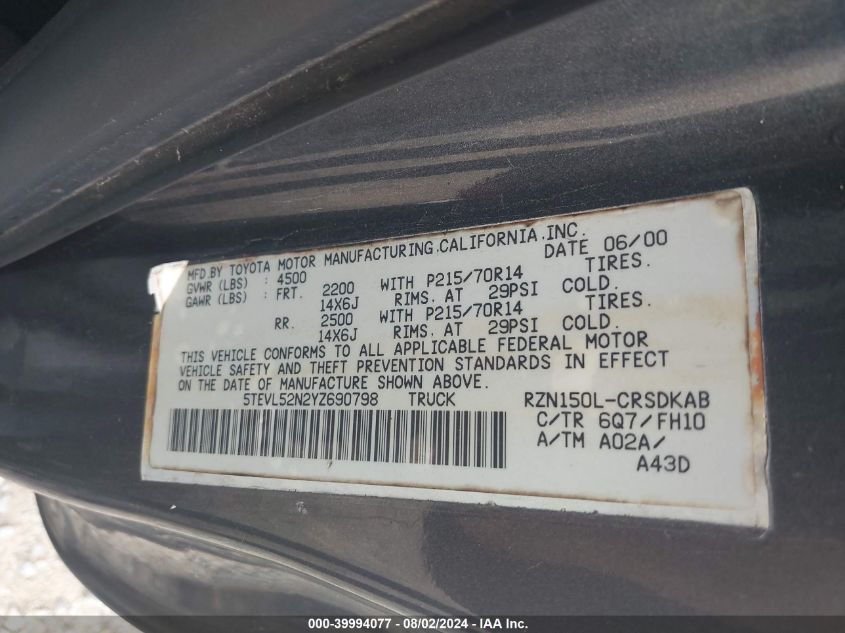 MFD.BY TOYOTA MOTOR MANUFACTURING,CALIFORNIA,INC.
GVWR (LBS) : 4500 DATE 06/00
GAWR (LBS) : FRT. 2200 WITH P215/70R14 TIRES.
14X6J RIMS. AT 29PSI COLD.
RR. 2500 WITH P215/70R14 TIRES.
14X6J RIMS. AT 29PSI COLD.
THIS VEHICLE CONFORMS TO ALL APPLICABLE FEDERAL MOTOR
VEHICLE SAFETY AND THEFT PREVENTION STANDARDS IN EFFECT
ON THE DATE OF MANUFACTURE SHOWN ABOVE.
5TEVL52N2YZ690798 TRUCK RZN150L-CRSDKAB
C/TR 6Q7/FH10
A/TM A02A/
A43D
000-39994077 - 08/02/2024 - IAA Inc.